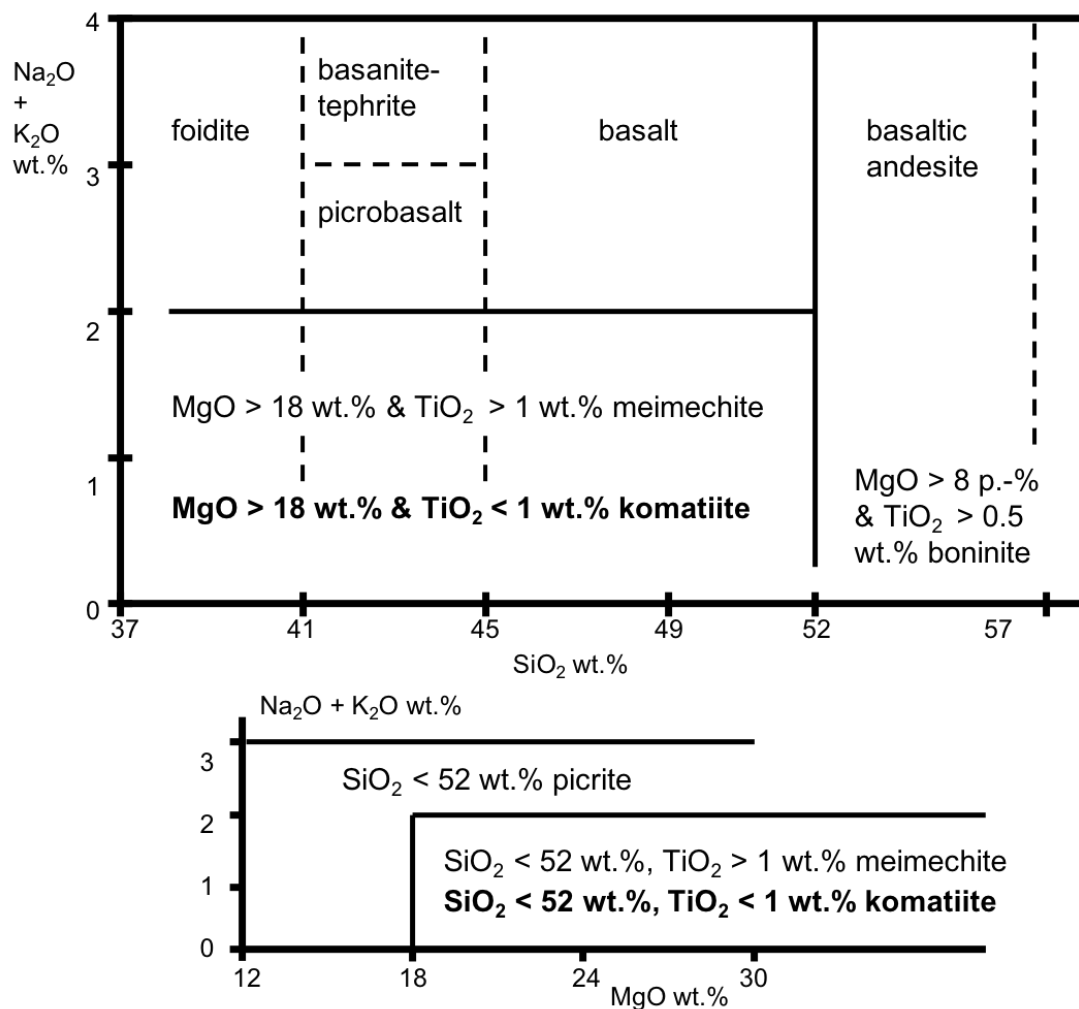 4
Na₂O
+
K₂O
wt.%
foidite
basanite-
tephrite
basalt
basaltic
andesite
3
picrobasalt
2
MgO > 18 wt.% & TiO₂ > 1 wt.% meimechite
1
MgO > 18 wt.% & TiO₂ < 1 wt.% komatiite
MgO > 8 p.-%
& TiO₂ > 0.5
wt.% boninite
0
37 41 45 49 52 57
SiO₂ wt.%
Na₂O + K₂O wt.%
3
SiO₂ < 52 wt.% picrite
2
SiO₂ < 52 wt.%, TiO₂ > 1 wt.% meimechite
1
SiO₂ < 52 wt.%, TiO₂ < 1 wt.% komatiite
0
12 18 24 30
MgO wt.%